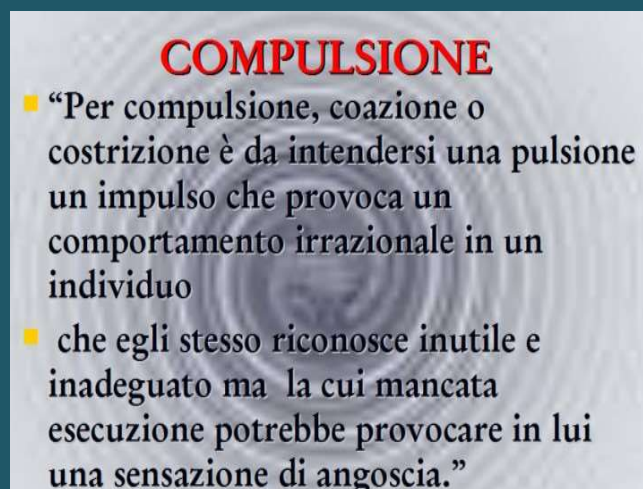 COMPULSIONE
“Per compulsione, coazione o
costrizione è da intendersi una pulsione
un impulso che provoca un
comportamento irrazionale in un
individuo
che egli stesso riconosce inutile e
inadeguato ma la cui mancata
esecuzione potrebbe provocare in lui
una sensazione di angoscia.”